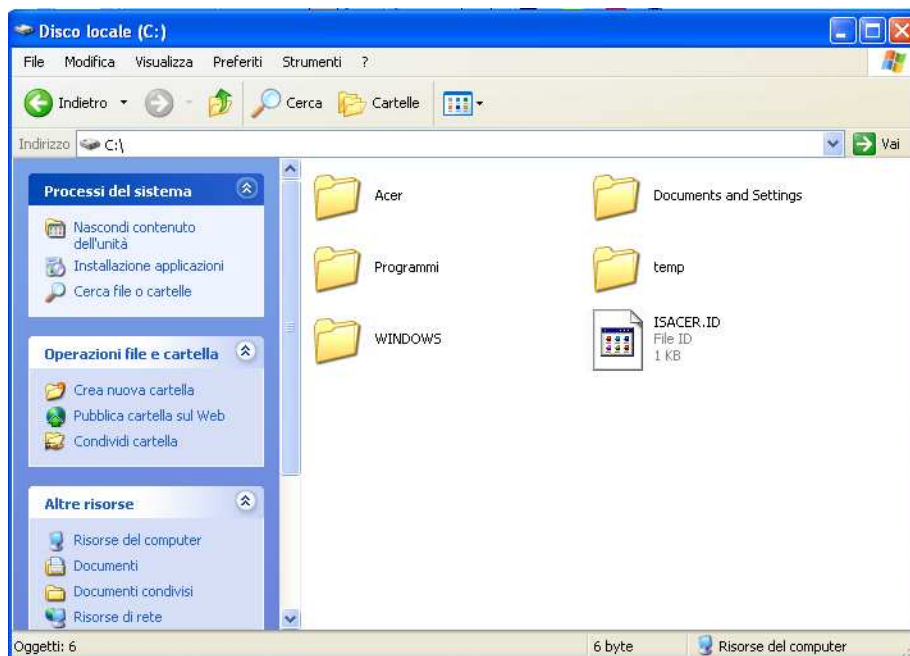 Disco locale (C:)
File Modifica Visualizza Preferiti Strumenti ?
Indietro Cerca Cartelle
Indirizzo C:\ Vai
Processi del sistema
Nascondi contenuto
dell'unità
Installazione applicazioni
Cerca file o cartelle
Operazioni file e cartella
Crea nuova cartella
Pubblica cartella sul Web
Condividi cartella
Altre risorse
Risorse del computer
Documenti
Documenti condivisi
Risorse di rete
Acer
Documents and Settings
Programmi
temp
WINDOWS
ISACER.ID
File ID
1 KB
Oggetti: 6 6 byte Risorse del computer